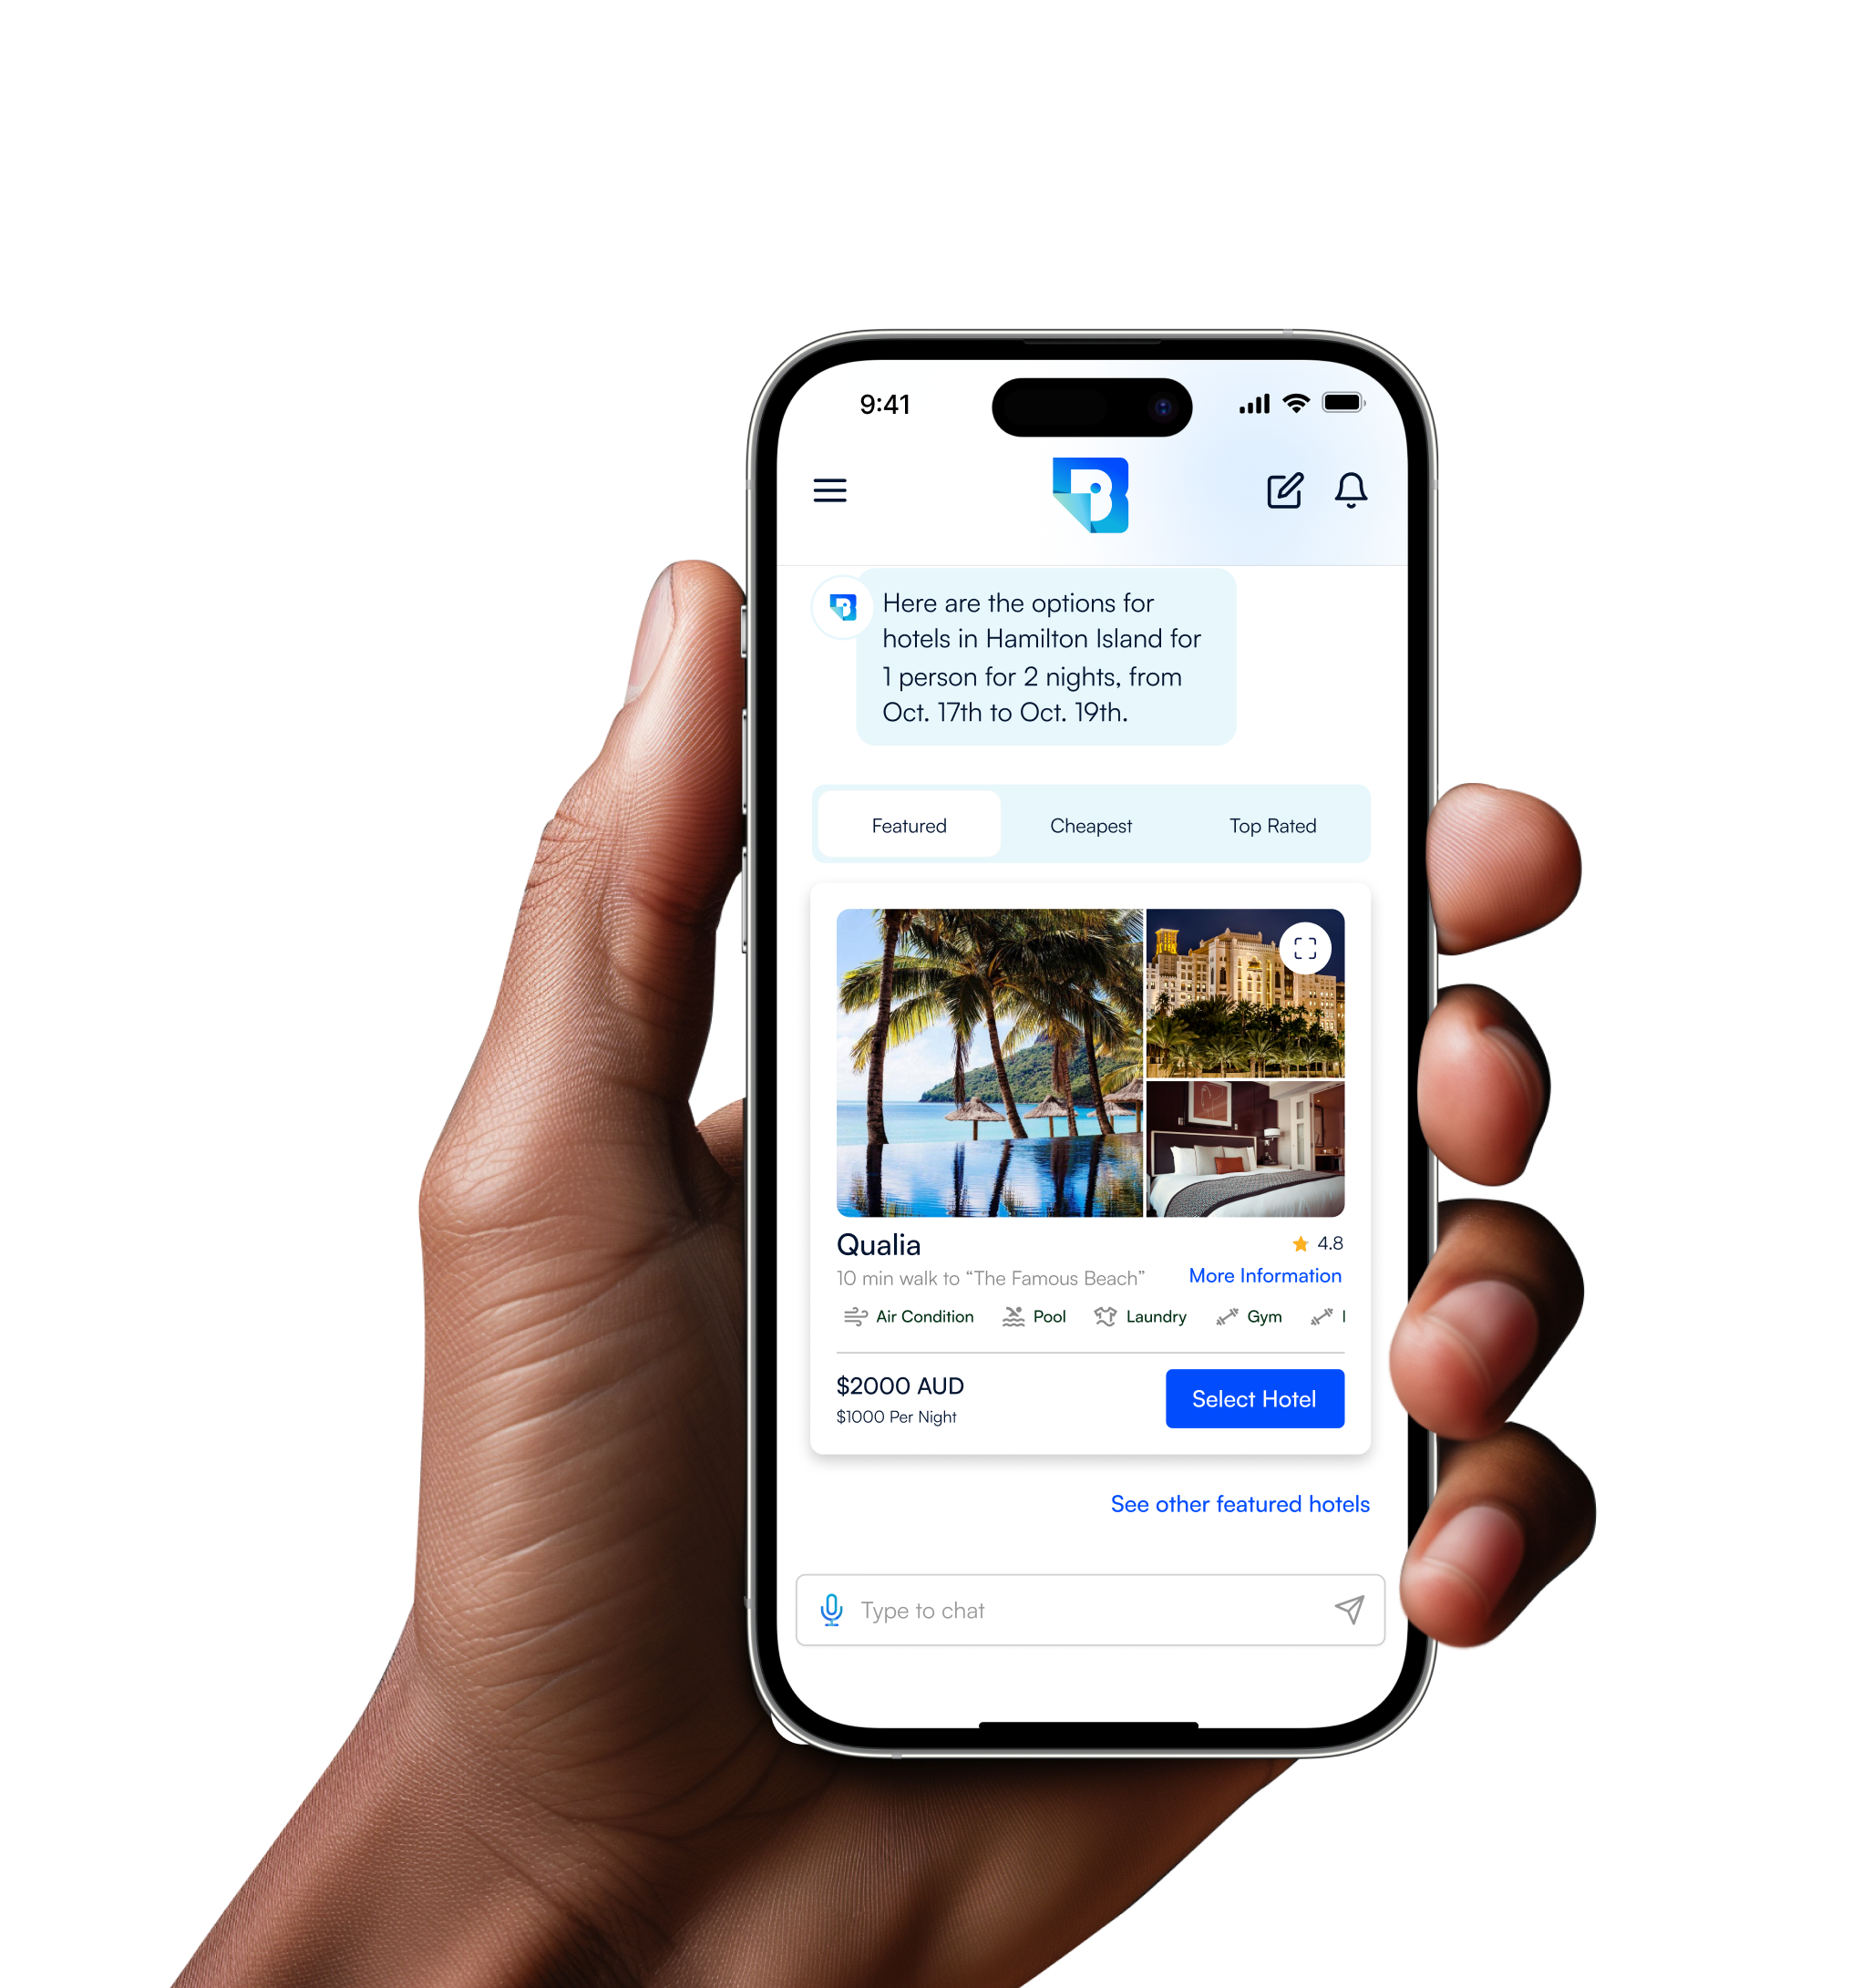 9:41
Here are the options for
hotels in Hamilton Island for
1 person for 2 nights, from
Oct. 17th to Oct. 19th.
Featured Cheapest Top Rated
Qualia 4.8
10 min walk to “The Famous Beach” More Information
Air Condition Pool Laundry Gym
$2000 AUD
$1000 Per Night
Select Hotel
See other featured hotels
Type to chat